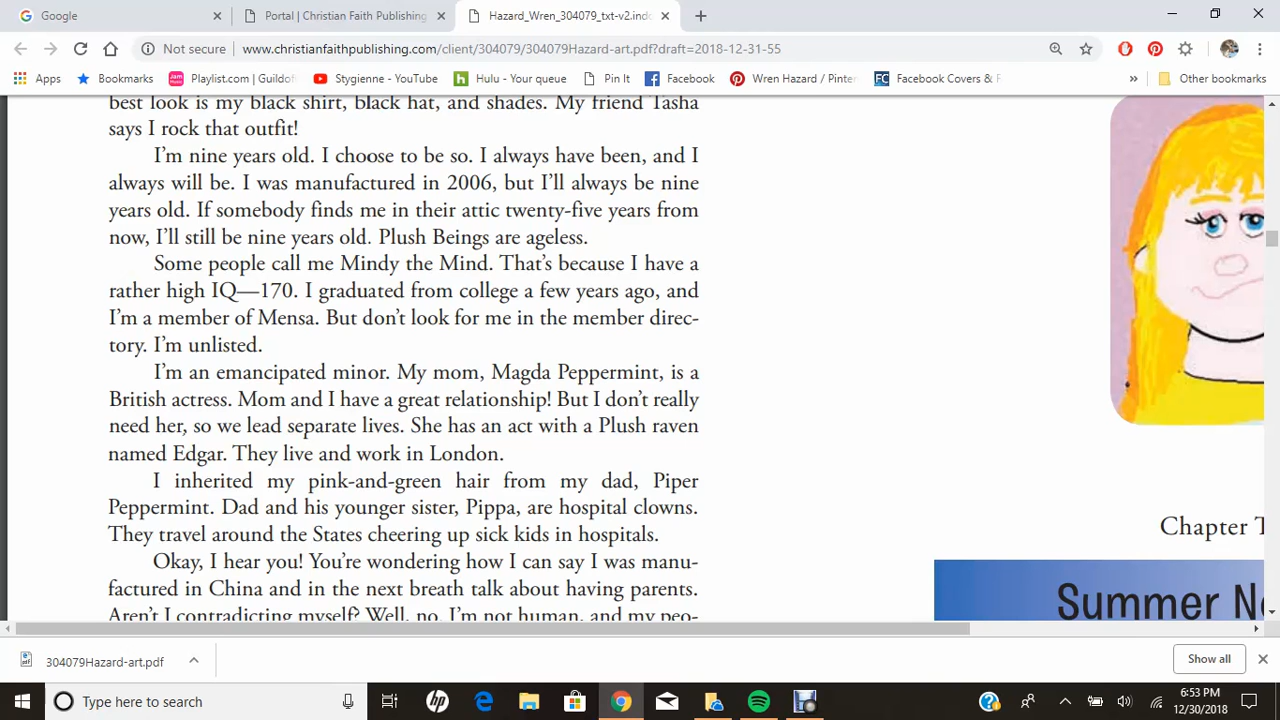 Google
Portal | Christian Faith Publishing
Hazard_Wren_304079_txt-v2.indd
Not secure
www.christianfaithpublishing.com/client/304079/304079Hazard-art.pdf?draft=2018-12-31-55
Apps
Bookmarks
Playlist.com | Guildof
Stygienne - YouTube
Hulu - Your queue
Pin It
Facebook
Wren Hazard / Pinter
Facebook Covers & F
Other bookmarks
best look is my black shirt, black hat, and shades. My friend Tasha
says I rock that outfit!
I'm nine years old. I choose to be so. I always have been, and I
always will be. I was manufactured in 2006, but I'll always be nine
years old. If somebody finds me in their attic twenty-five years from
now, I'll still be nine years old. Plush Beings are ageless.
Some people call me Mindy the Mind. That's because I have a
rather high IQ—170. I graduated from college a few years ago, and
I'm a member of Mensa. But don't look for me in the member direc-
tory. I'm unlisted.
I'm an emancipated minor. My mom, Magda Peppermint, is a
British actress. Mom and I have a great relationship! But I don't really
need her, so we lead separate lives. She has an act with a Plush raven
named Edgar. They live and work in London.
I inherited my pink-and-green hair from my dad, Piper
Peppermint. Dad and his younger sister, Pippa, are hospital clowns.
They travel around the States cheering up sick kids in hospitals.
Okay, I hear you! You're wondering how I can say I was manu-
factured in China and in the next breath talk about having parents.
Aren't I contradicting myself? Well, no. I'm not human, and my peo-
Chapter T
Summer Ne
304079Hazard-art.pdf
Show all
Type here to search
6:53 PM
12/30/2018